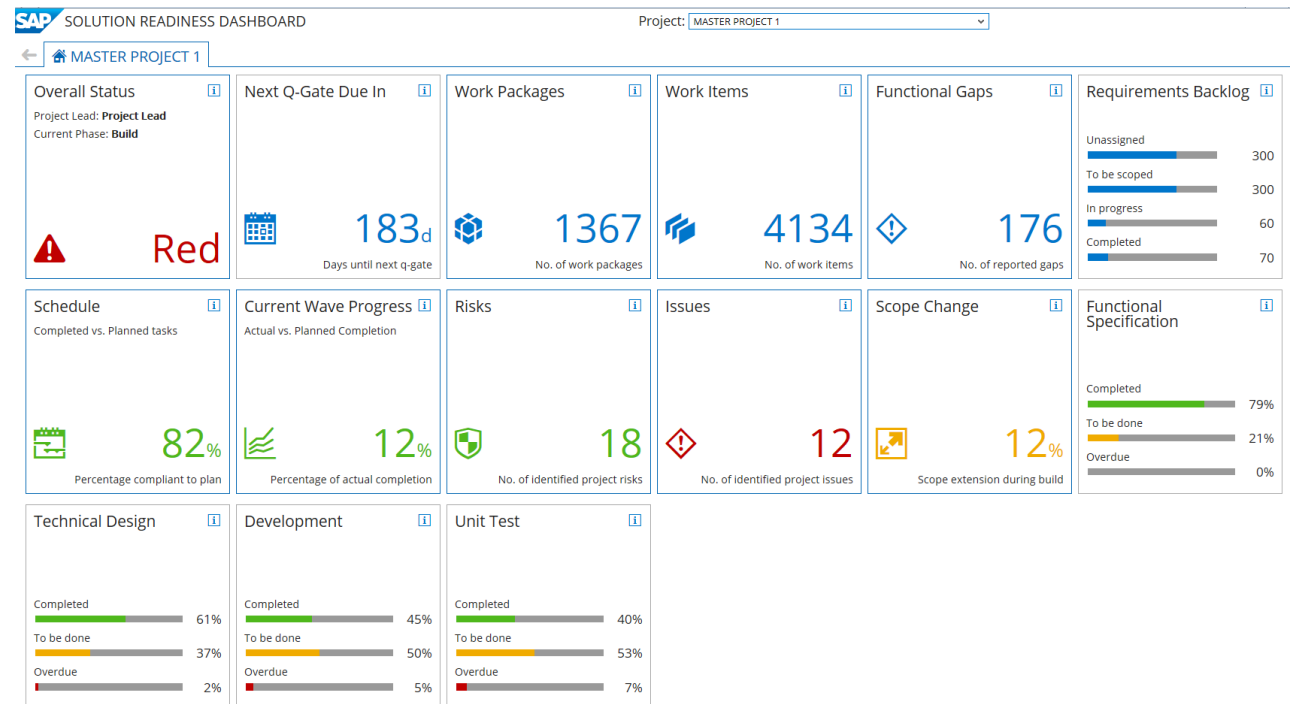 SAP SOLUTION READINESS DASHBOARD
Project: MASTER PROJECT 1
MASTER PROJECT 1
Overall Status
Project Lead: Project Lead
Current Phase: Build
Red
Next Q-Gate Due In
183d
Days until next q-gate
Work Packages
1367
No. of work packages
Work Items
4134
No. of work items
Functional Gaps
176
No. of reported gaps
Requirements Backlog
Unassigned
300
To be scoped
300
In progress
60
Completed
70
Schedule
Completed vs. Planned tasks
82%
Percentage compliant to plan
Current Wave Progress
Actual vs. Planned Completion
12%
Percentage of actual completion
Risks
18
No. of identified project risks
Issues
12
No. of identified project issues
Scope Change
12%
Scope extension during build
Functional
Specification
Completed
79%
To be done
21%
Overdue
0%
Technical Design
Completed
61%
To be done
37%
Overdue
2%
Development
Completed
45%
To be done
50%
Overdue
5%
Unit Test
Completed
40%
To be done
53%
Overdue
7%